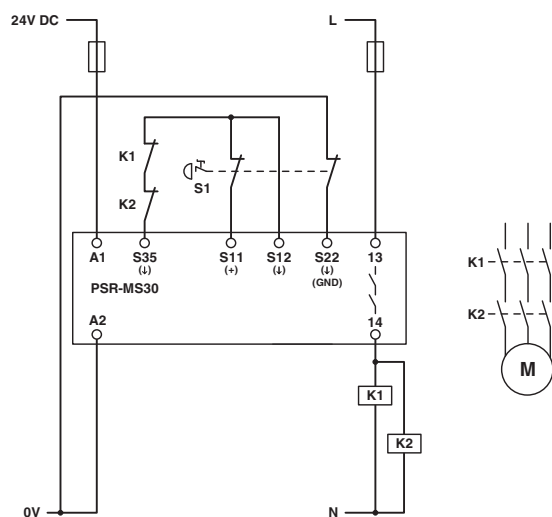 24V DC
L
K1
K2
S1
A1 S35 S11 S12 S22 13
(↓) (+) (↓) (↓)
(GND)
PSR-MS30
A2
14
K1
K2
0V
N
K1
K2
M